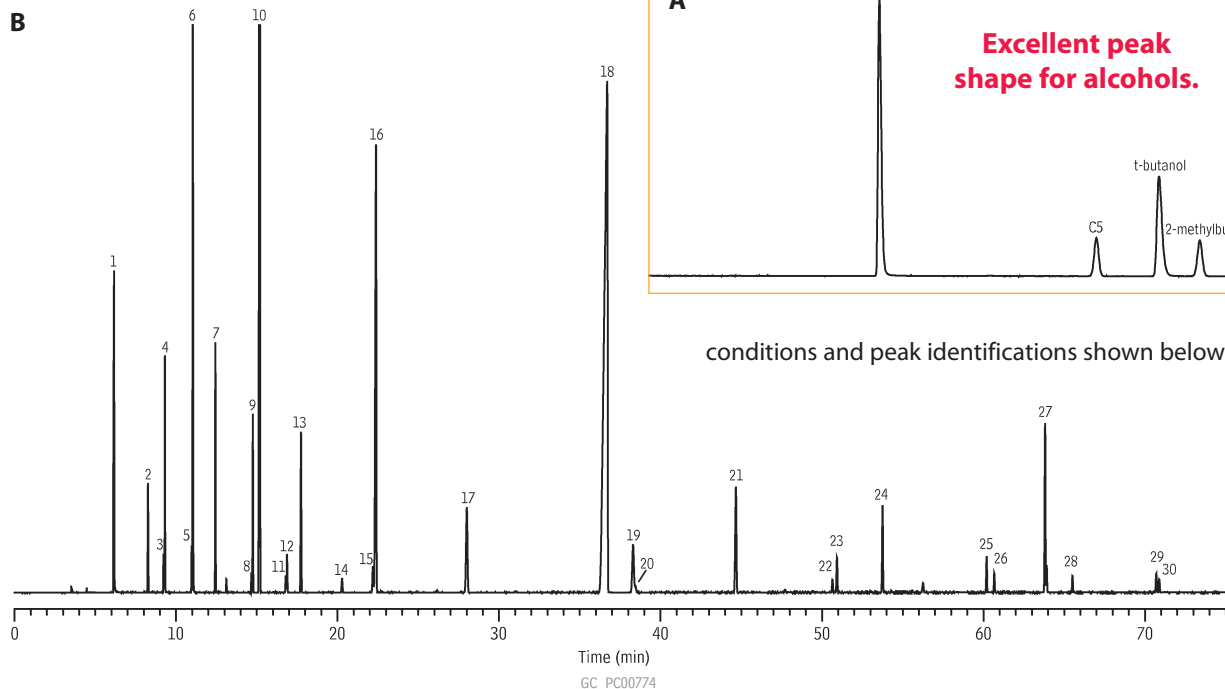 B
A
Excellent peak
shape for alcohols.
t-butanol
C5
2-methylbu
conditions and peak identifications shown below
1
2
3
4
5
6
7
8
9
10
11
12
13
14
15
16
17
18
19
20
21
22
23
24
25
26
27
28
29
30
0 10 20 30 40 50 60 70
Time (min)
GC_PC00774